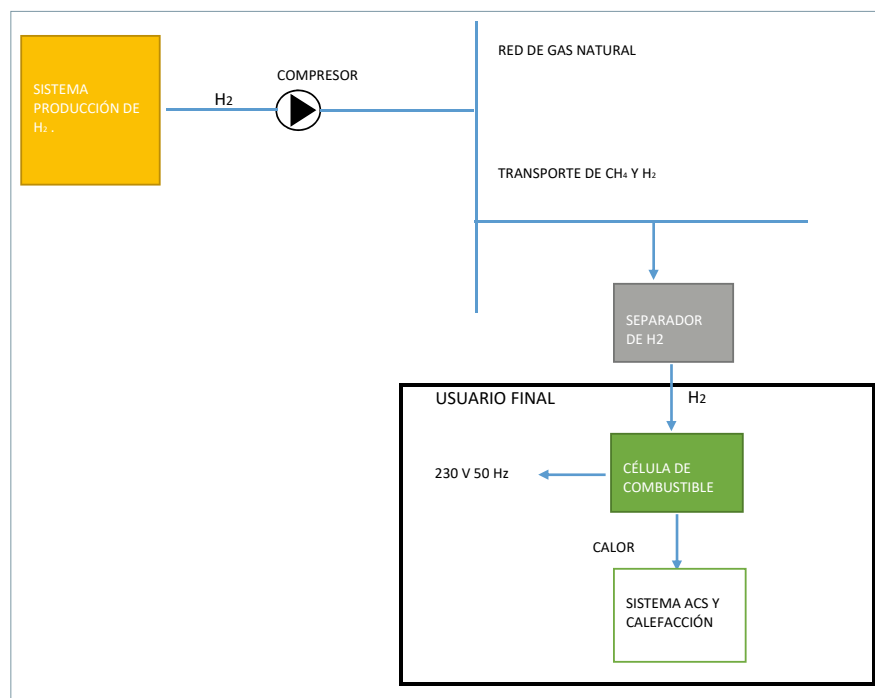 SISTEMA
PRODUCCIÓN DE
H₂ .
H2
COMPRESOR
RED DE GAS NATURAL
TRANSPORTE DE CH₄ Y H₂
SEPARADOR
DE H2
USUARIO FINAL
H2
230 V 50 Hz
CÉLULA DE
COMBUSTIBLE
CALOR
SISTEMA ACS Y
CALEFACCIÓN